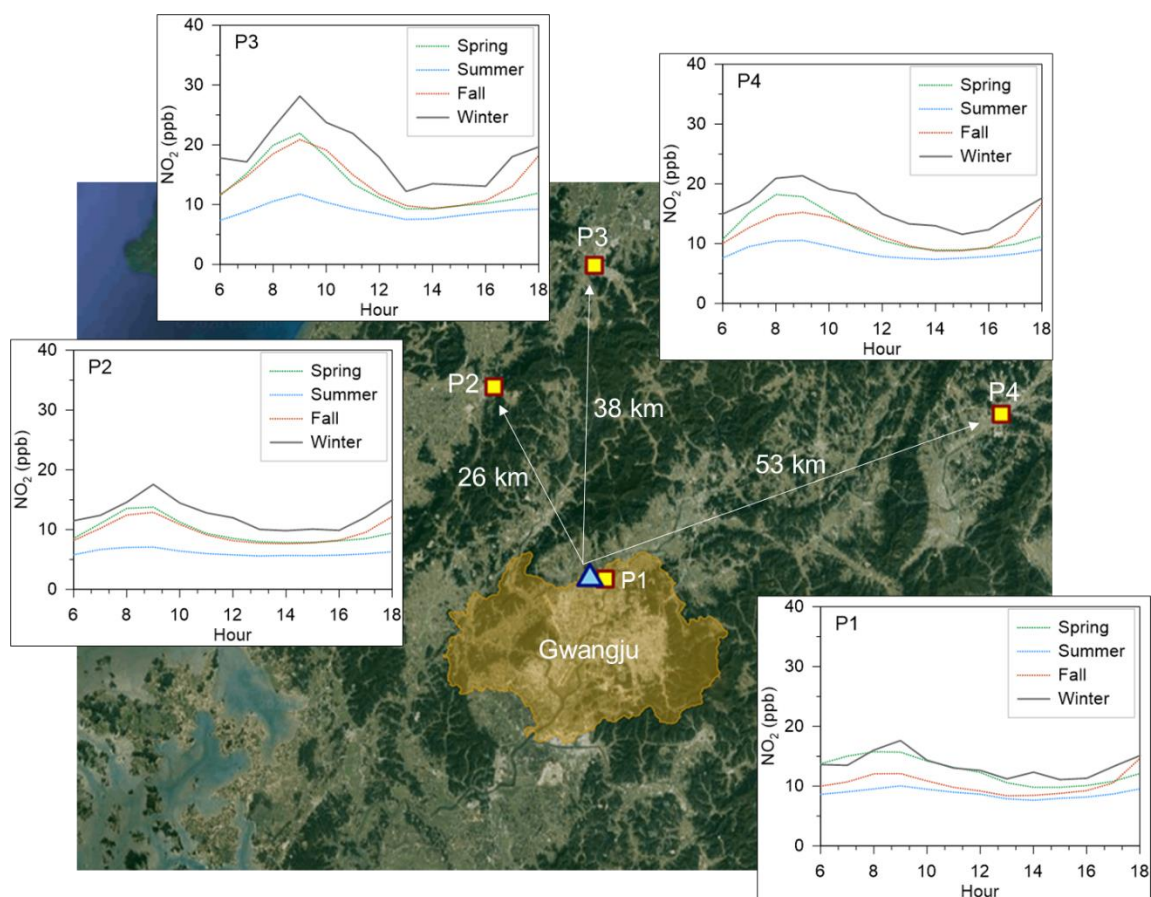 P3
Spring
Summer
Fall
Winter
NO₂ (ppb)
40
30
20
10
0
6 8 10 12 14 16 18
Hour
P4
Spring
Summer
Fall
Winter
NO₂ (ppb)
40
30
20
10
0
6 8 10 12 14 16 18
Hour
P2
Spring
Summer
Fall
Winter
NO₂ (ppb)
40
30
20
10
0
6 8 10 12 14 16 18
Hour
P3
P2
P4
38 km
26 km
53 km
P1
Gwangju
P1
Spring
Summer
Fall
Winter
NO₂ (ppb)
40
30
20
10
0
6 8 10 12 14 16 18
Hour